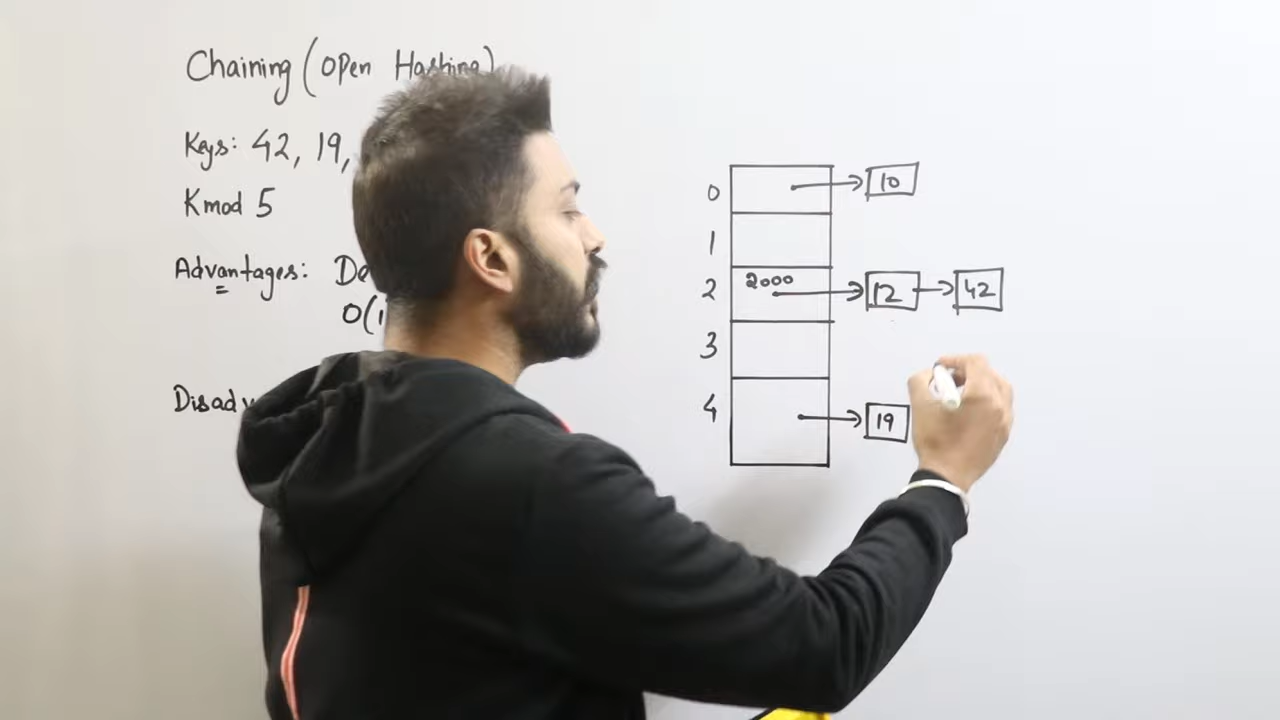 Chaining (open Hashing)
Keys: 42, 19,
Kmod 5
Advantages:
O(1
0 10
1
2 2000 12 42
3
4 19